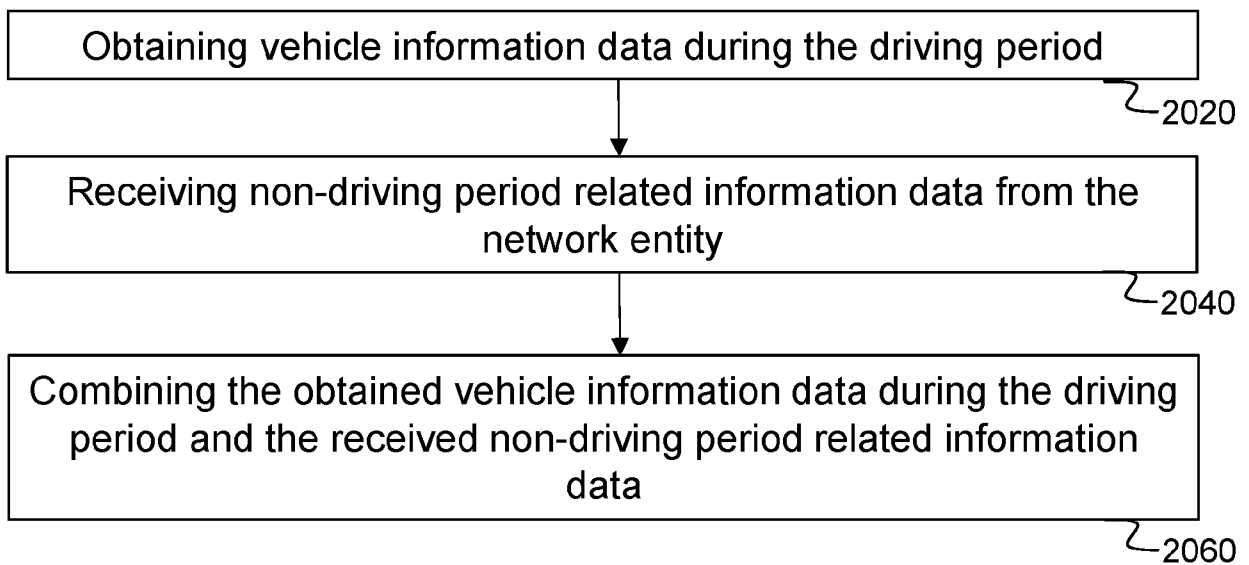 Obtaining vehicle information data during the driving period
2020
Receiving non-driving period related information data from the
network entity
2040
Combining the obtained vehicle information data during the driving
period and the received non-driving period related information
data
2060